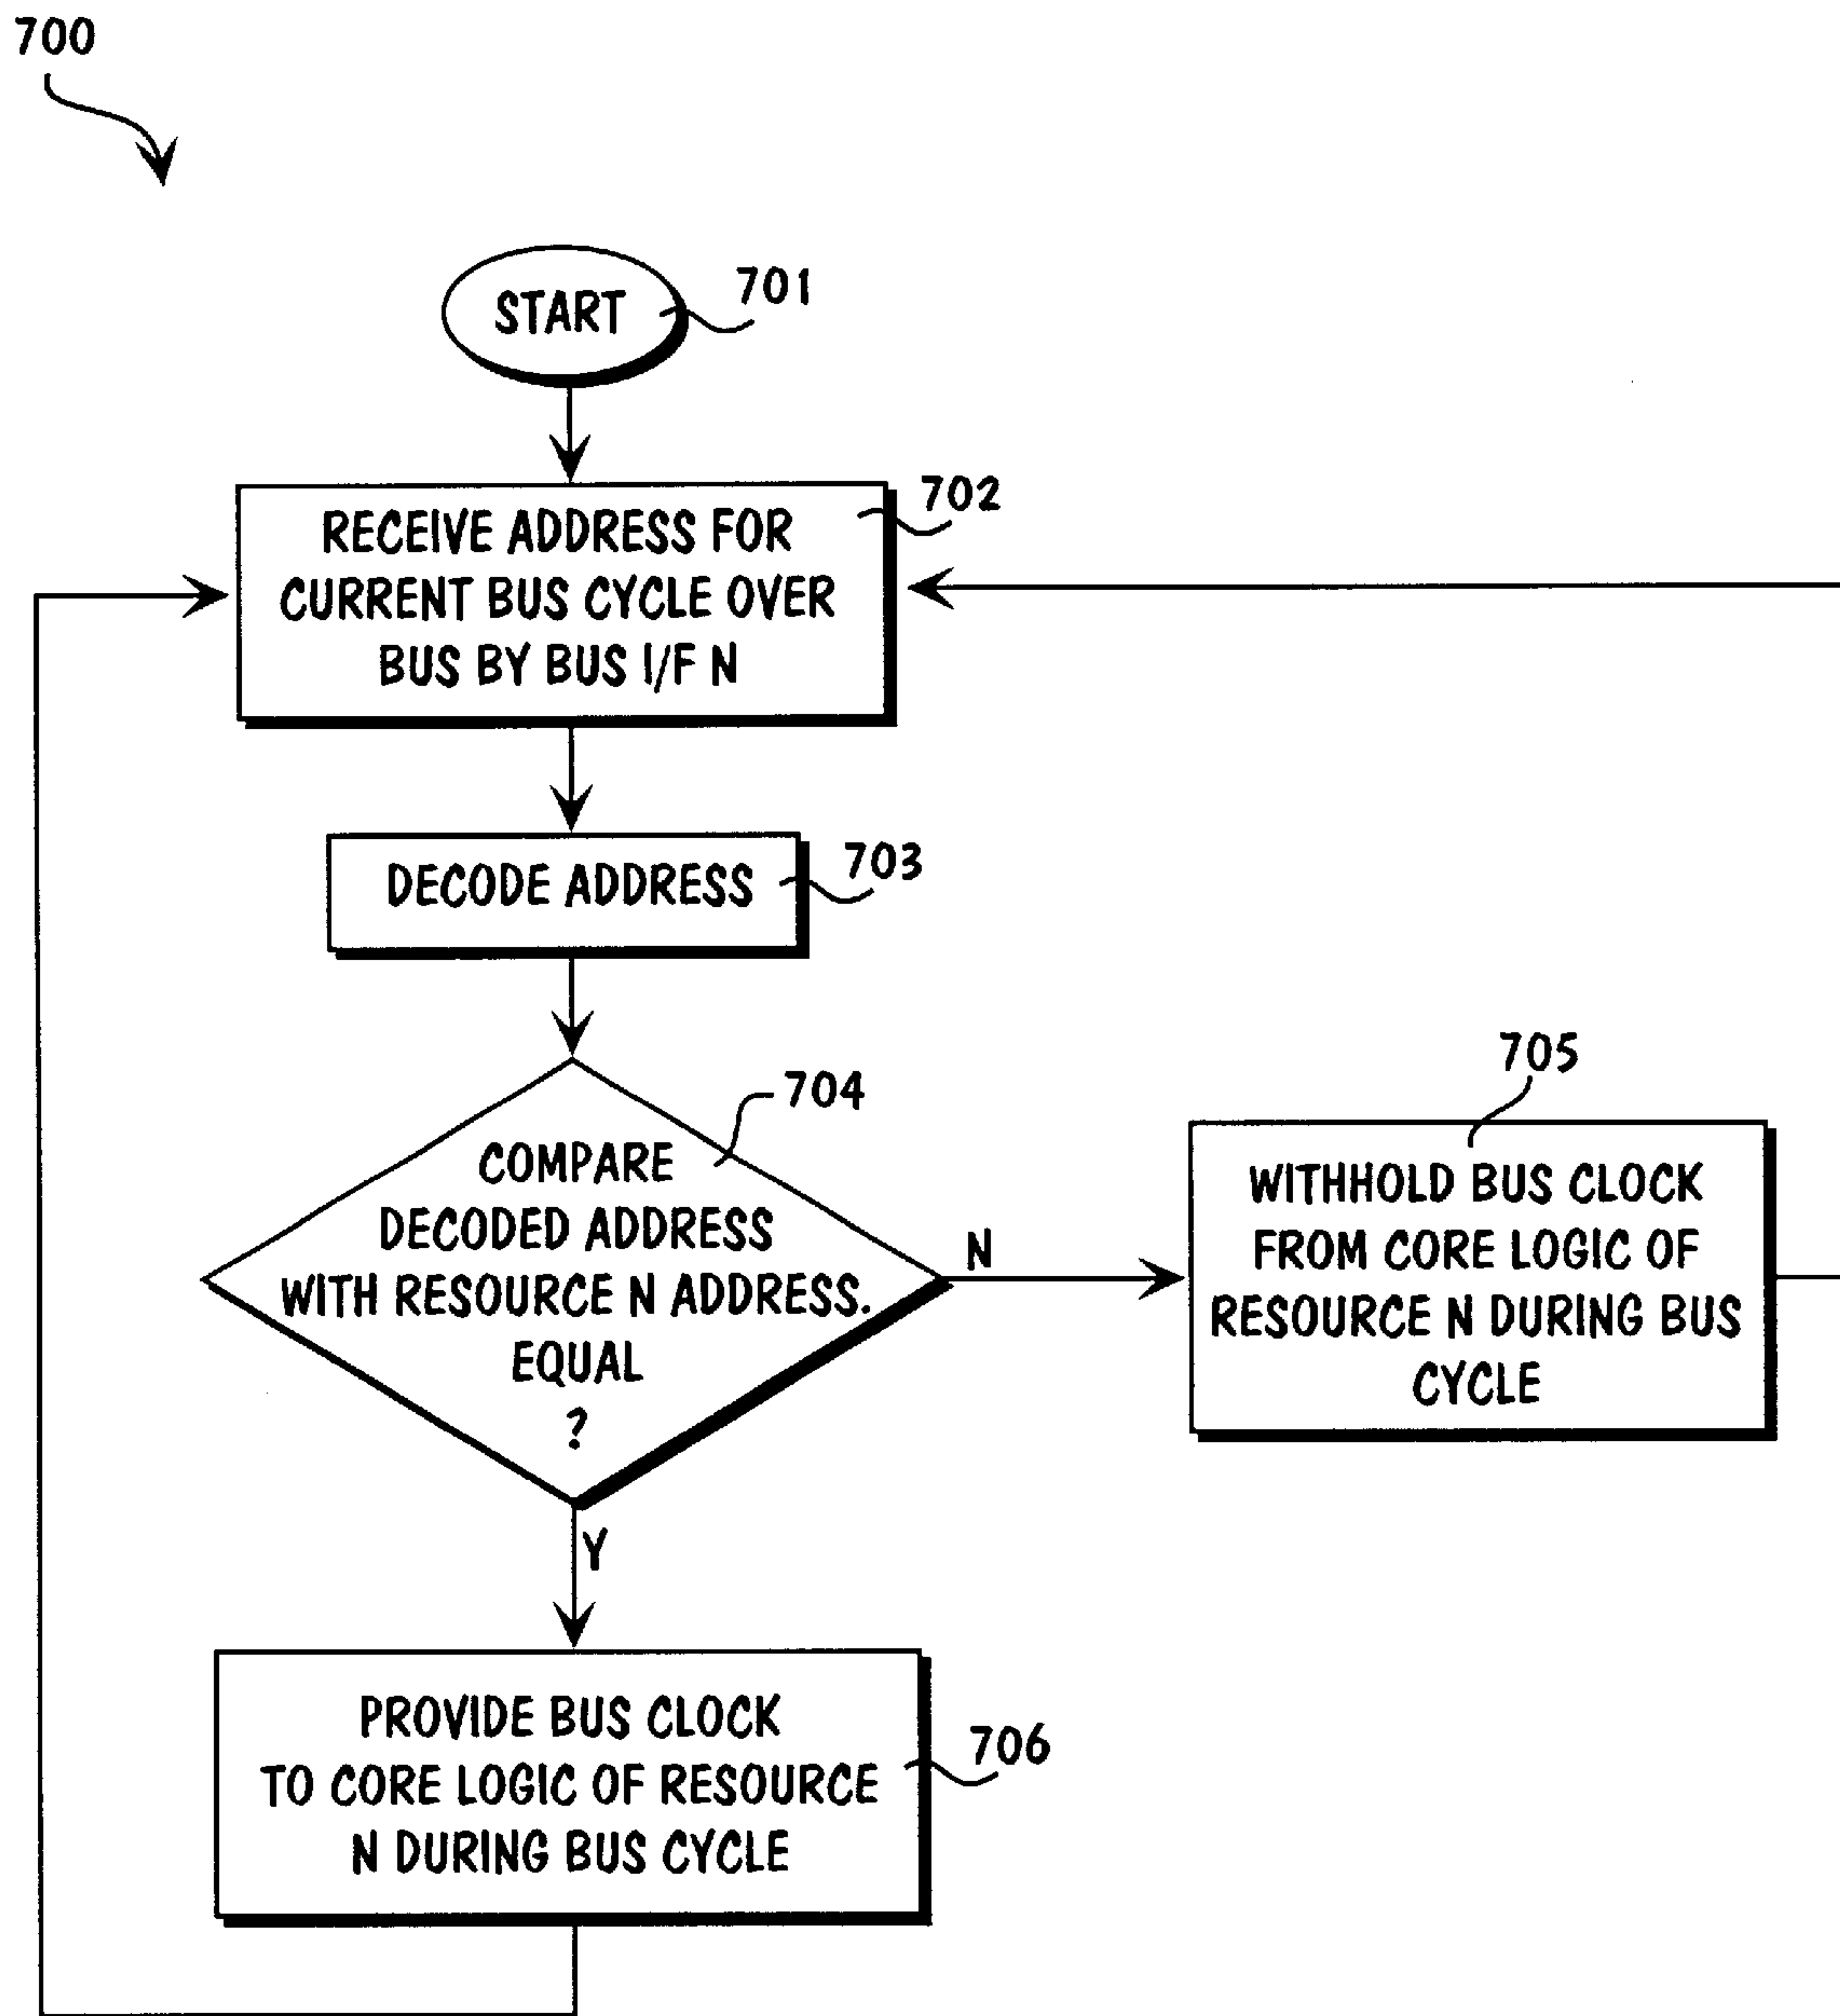 700
START
701
RECEIVE ADDRESS FOR
CURRENT BUS CYCLE OVER
BUS BY BUS I/F N
702
DECODE ADDRESS
703
COMPARE
DECODED ADDRESS
WITH RESOURCE N ADDRESS.
EQUAL
?
704
N
705
WITHHOLD BUS CLOCK
FROM CORE LOGIC OF
RESOURCE N DURING BUS
CYCLE
Y
PROVIDE BUS CLOCK
TO CORE LOGIC OF RESOURCE
N DURING BUS CYCLE
706